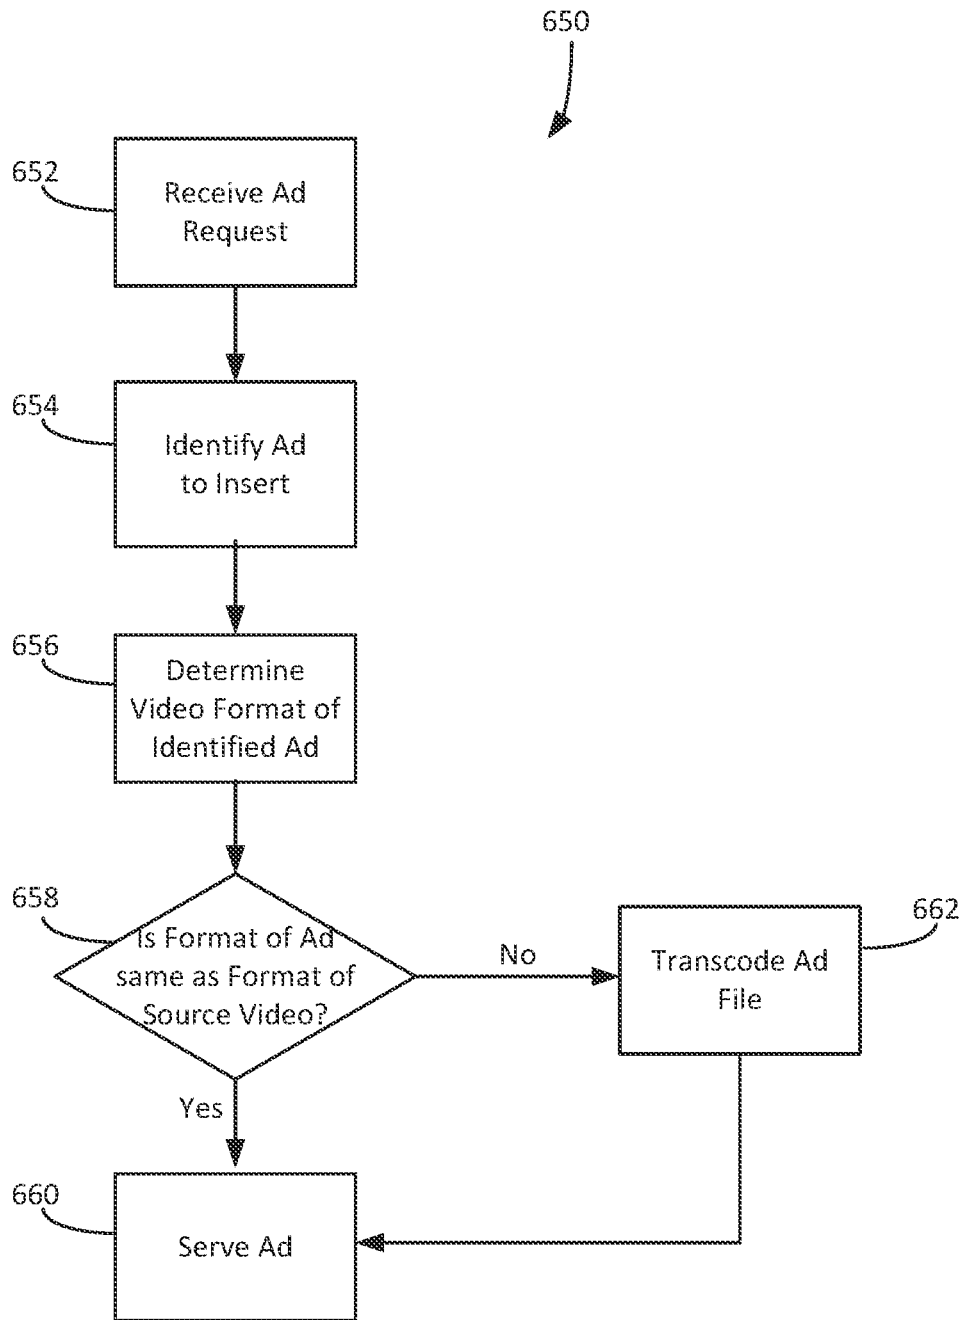 650
652
Receive Ad
Request
654
Identify Ad
to Insert
656
Determine
Video Format of
Identified Ad
658
Is Format of Ad
same as Format of
Source Video?
No
662
Transcode Ad
File
Yes
660
Serve Ad